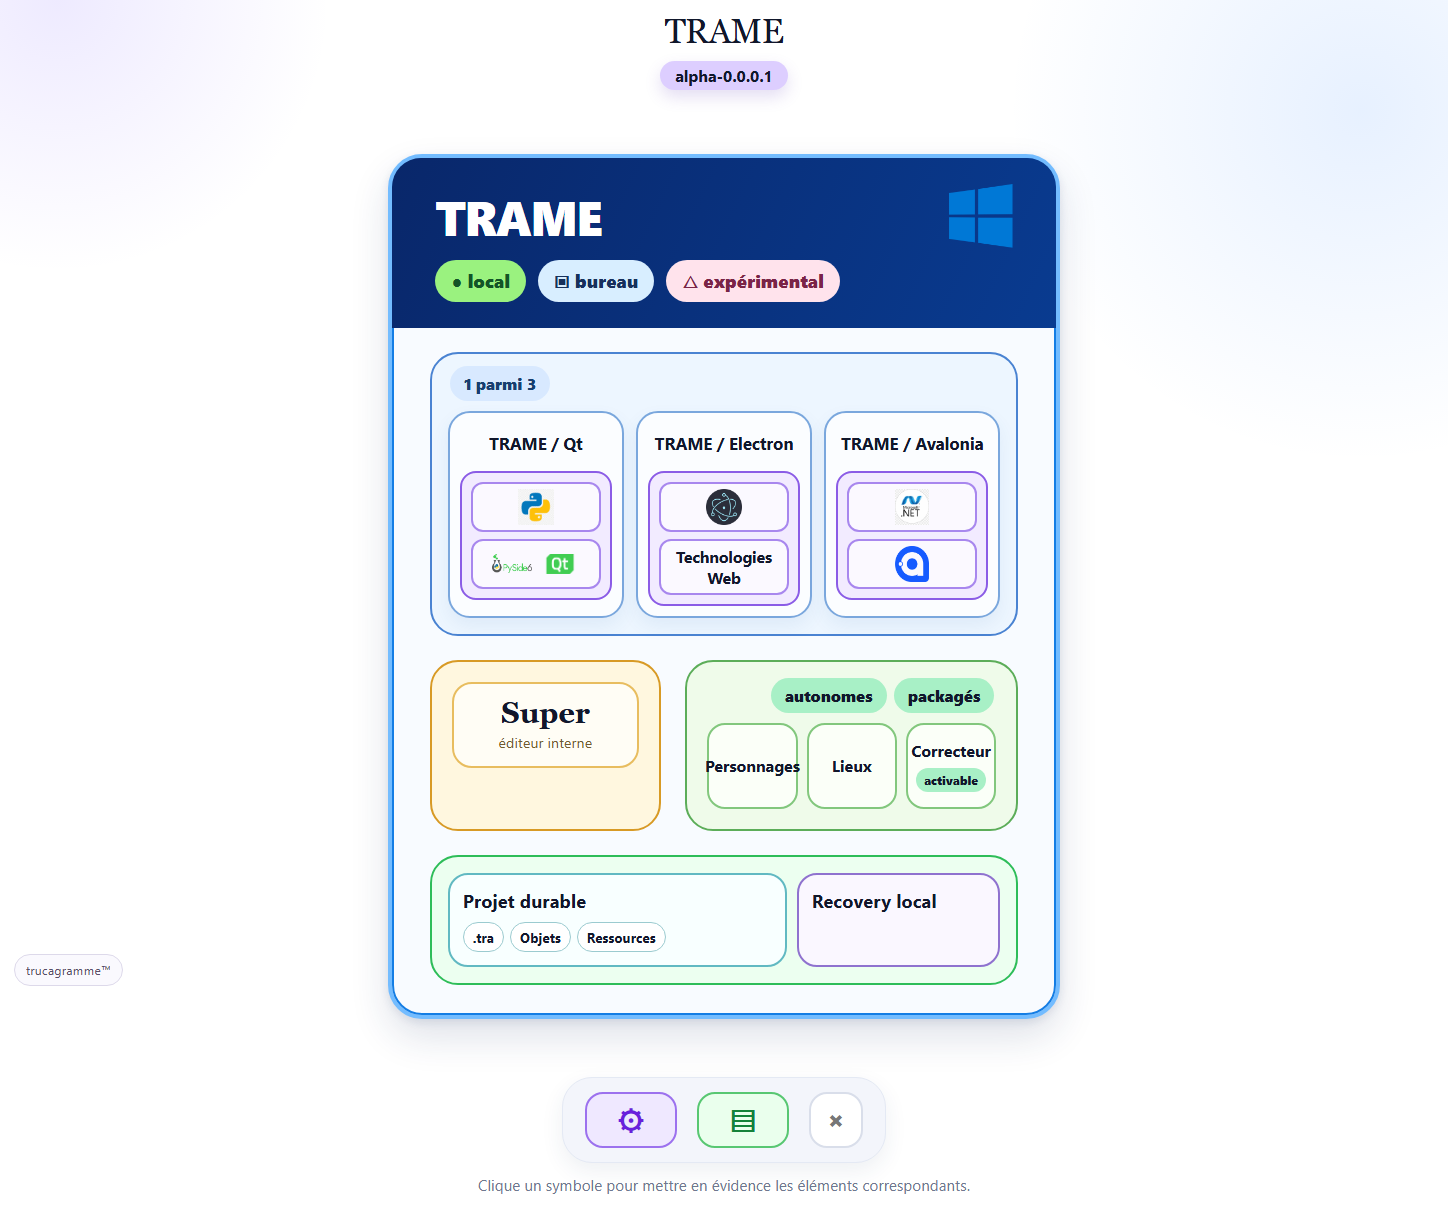 TRAME
alpha-0.0.0.1
TRAME
● local
▣ bureau
△ expérimental
1 parmi 3
TRAME / Qt
TRAME / Electron
TRAME / Avalonia
PySide6
Qt
Technologies
Web
Microsoft
.NET
Super
éditeur interne
autonomes
packagés
Personnages
Lieux
Correcteur
activable
Projet durable
.tra
Objets
Ressources
Recovery local
trucagramme™
Clique un symbole pour mettre en évidence les éléments correspondants.